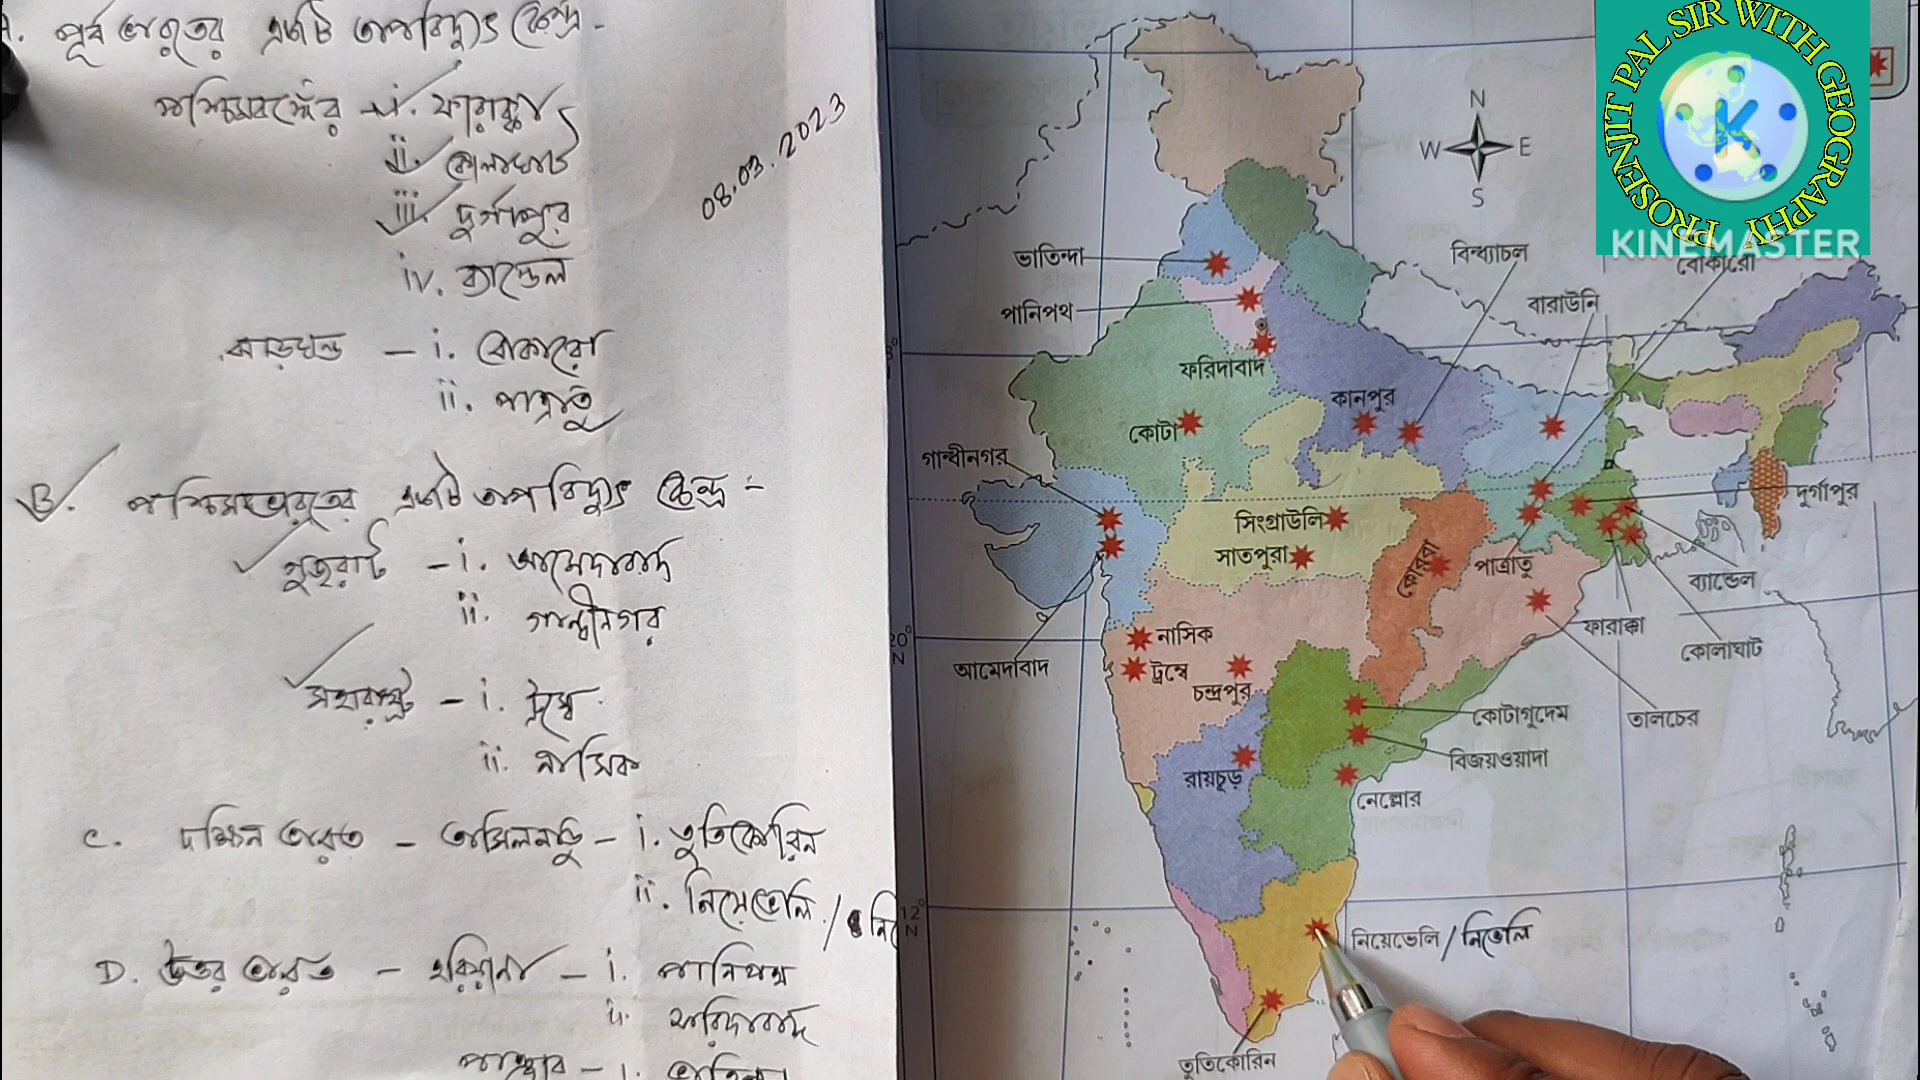 A. পূর্ব ভারতের একটি তাপবিদ্যুৎ কেন্দ্র -
পশ্চিমবঙ্গের - i. ফারাক্কা
ii. কোলাঘাট
iii. দুর্গাপুর
iv. ব্যান্ডেল
08.03.2023
ঝাড়খন্ড - i. বোকারো
ii. পাত্রাতু
B. পশ্চিমভারতের একটি তাপবিদ্যুৎ কেন্দ্র -
গুজরাট - i. আমেদাবাদ
ii. গান্ধীনগর
মহারাষ্ট্র - i. ট্রম্বে
ii. নাসিক
C. দক্ষিন ভারত - তামিলনাড়ু - i. তুতিকোরিন
ii. নিয়েভেলি /
D. উত্তর ভারত - হরিয়ানা - i. পানিপথ
ii. ফরিদাবাদ
পাঞ্জাব - i.
PROSENJIT PAL SIR WITH GEOGRAPHY
K
KINEMASTER
N
W E
S
ভাতিন্দা
বিন্ধ্যাচল
বোকারো
পানিপথ
বারাউনি
ফরিদাবাদ
কানপুর
কোটা
গান্ধীনগর
দুর্গাপুর
সিংগ্রাউলি
সাতপুরা
কোরবা
পাত্রাতু
ব্যান্ডেল
20°
N
নাসিক
ফারাক্কা
কোলাঘাট
আমেদাবাদ
ট্রম্বে
চন্দ্রপুর
কোটাগুদেম
তালচের
বিজয়ওয়াদা
রায়চুড়
নেল্লোর
12°
N
নিয়েভেলি / নিভেলি
তুতিকোরিন